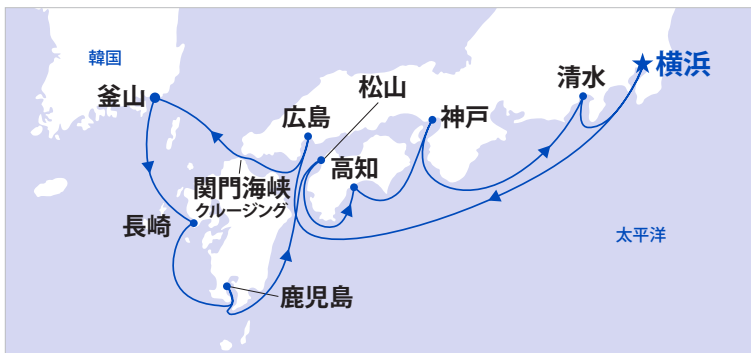 韓国
釜山
松山
広島
高知
神戸
清水
横浜
関門海峡
クルージング
長崎
鹿児島
太平洋